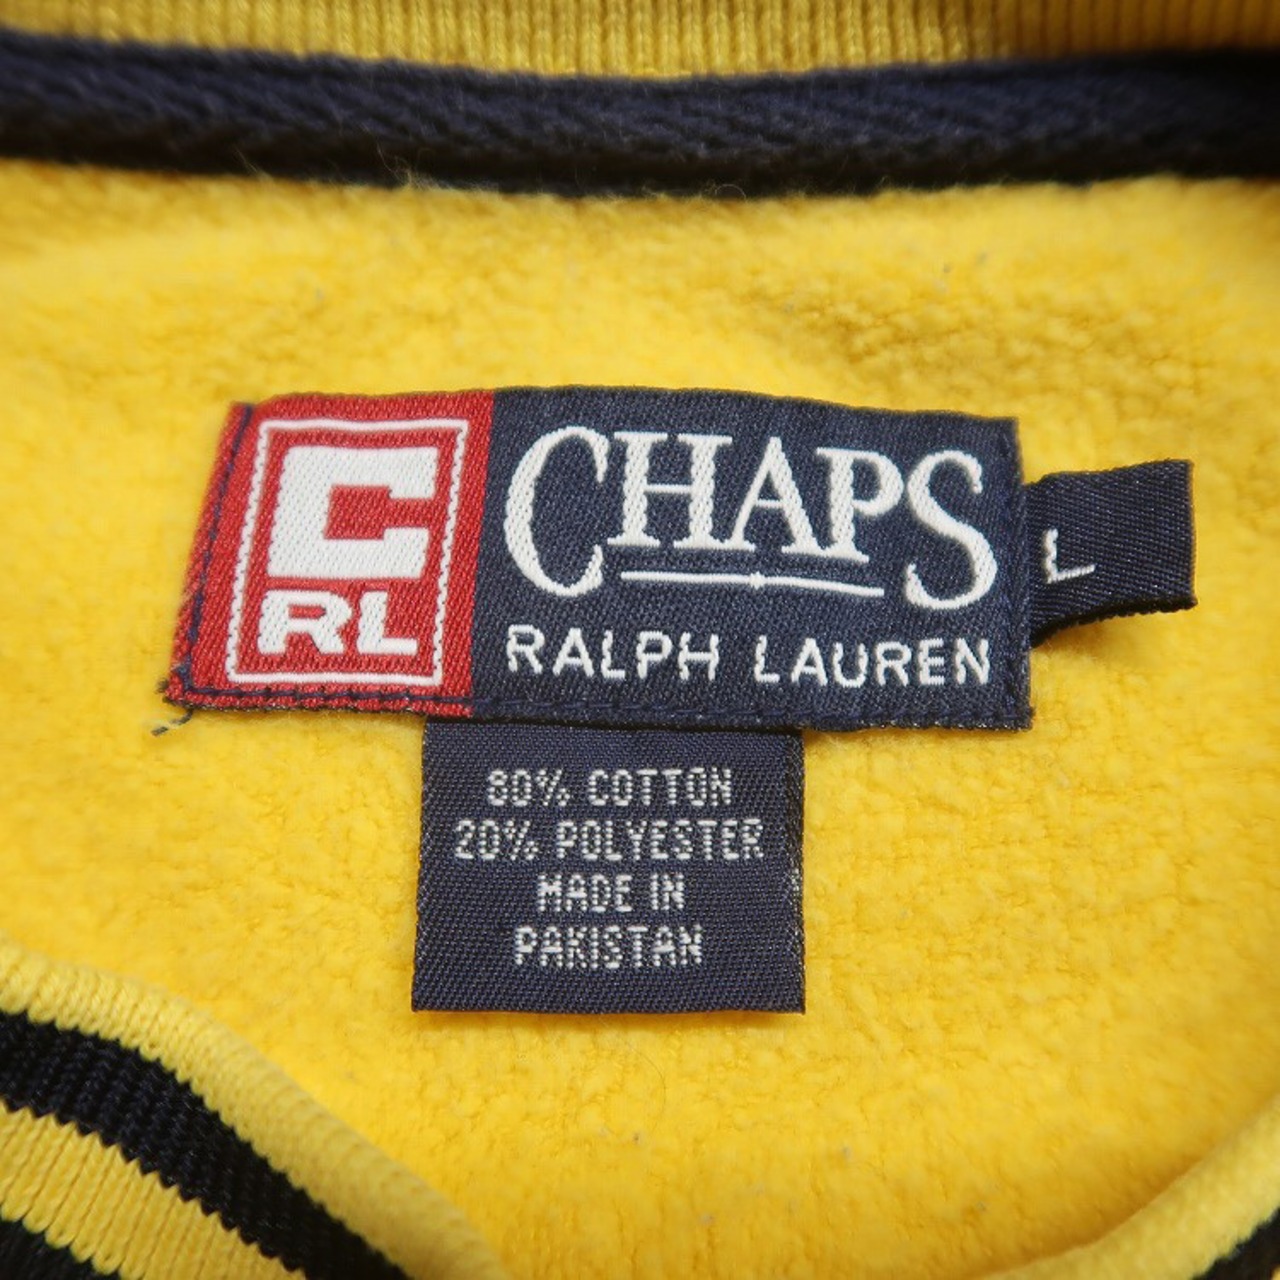 C
RL
CHAPS
RALPH LAUREN
L
80% COTTON
20% POLYESTER
MADE IN
PAKISTAN